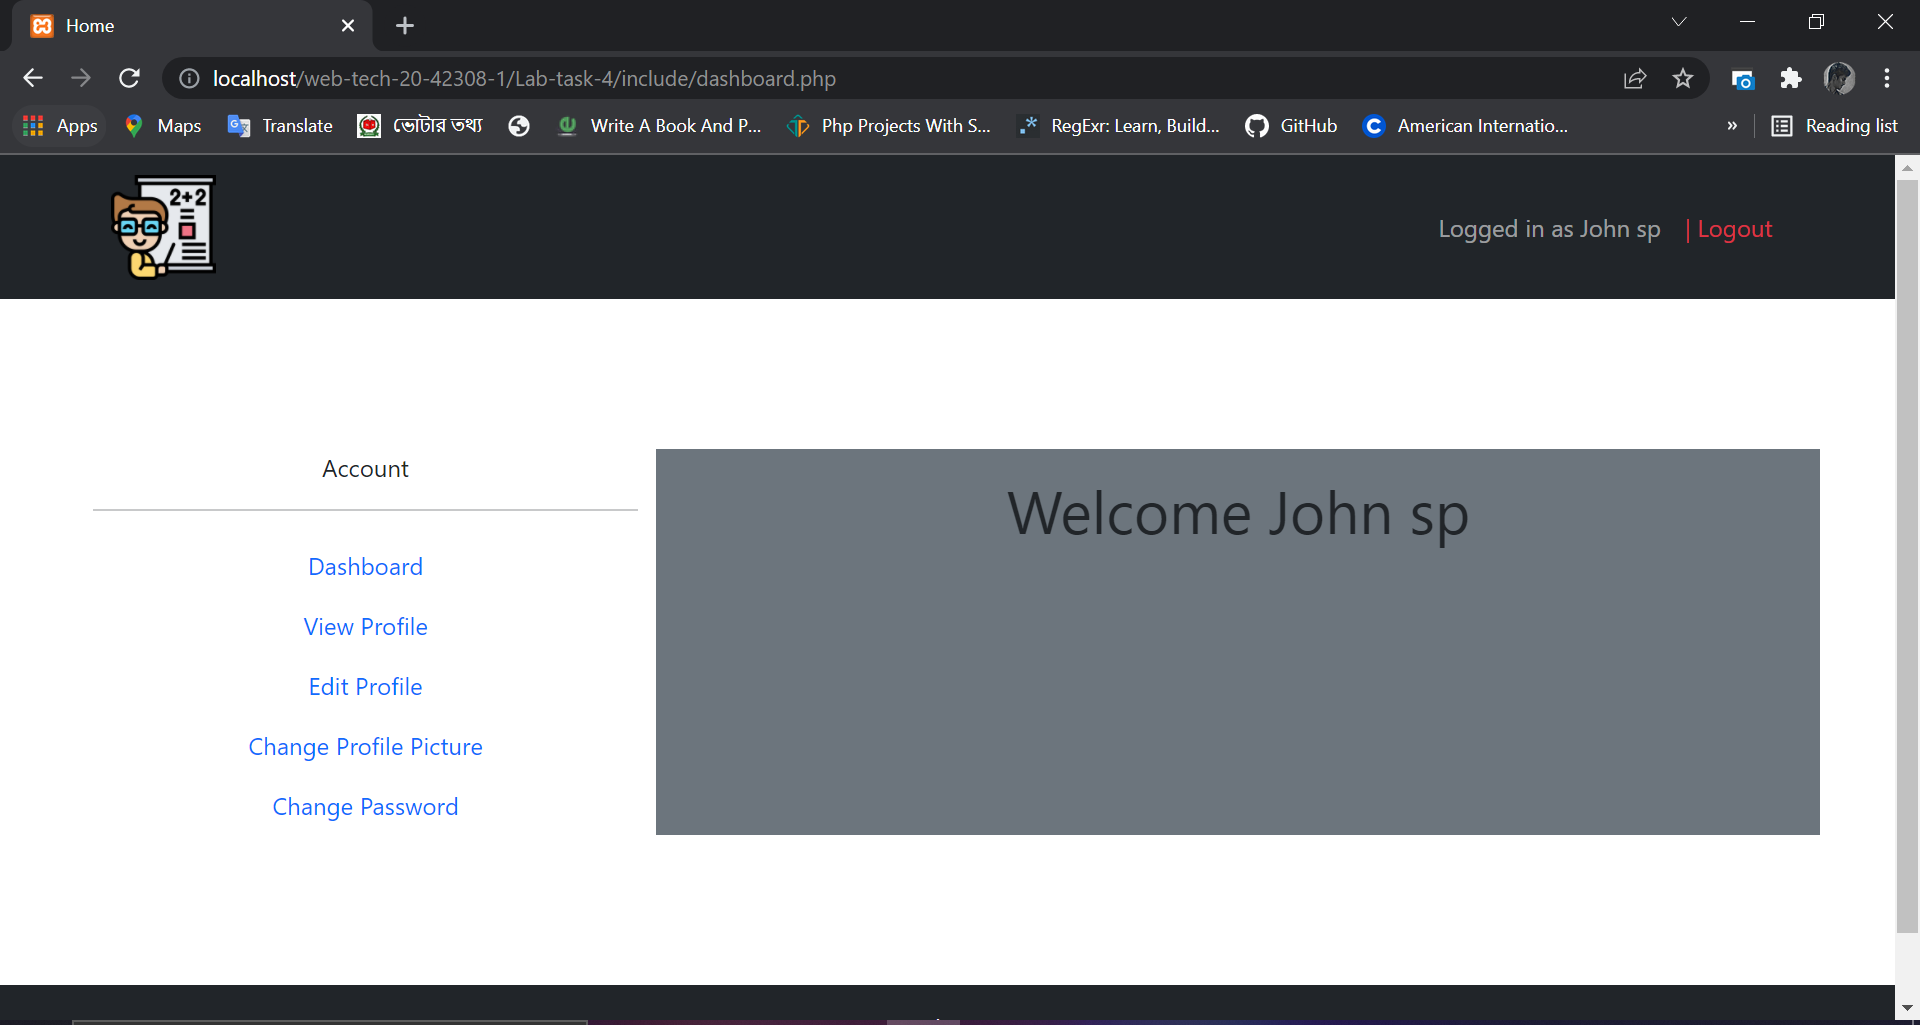 Home
localhost/web-tech-20-42308-1/Lab-task-4/include/dashboard.php
Apps Maps Translate ভোটার তথ্য Write A Book And P... Php Projects With S... RegExr: Learn, Build... GitHub American Internatio... » Reading list
2+2
Logged in as John sp | Logout
Account
Welcome John sp
Dashboard
View Profile
Edit Profile
Change Profile Picture
Change Password